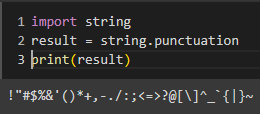 1 import string
2 result = string.punctuation
3 print(result)
!"#$%&'()*+,-./:;<=>?@[\]^_`{|}~